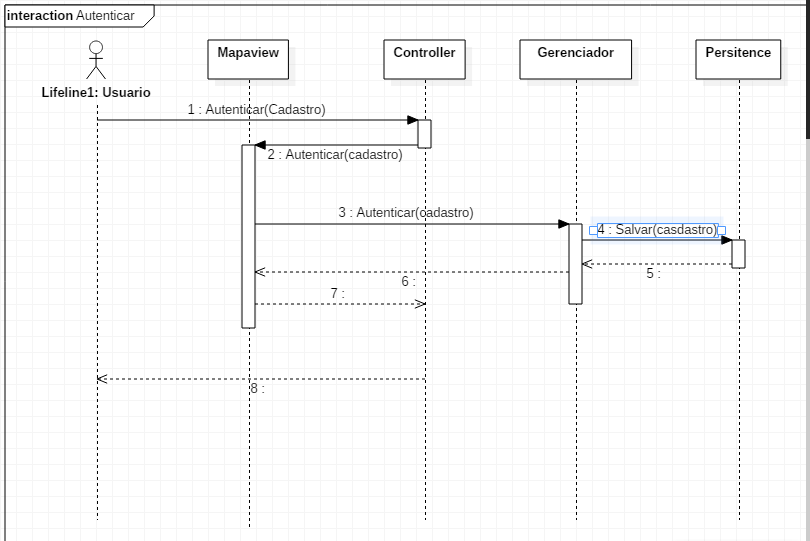 interaction Autenticar
Mapaview
Controller
Gerenciador
Persitence
Lifeline1: Usuario
1 : Autenticar(Cadastro)
2 : Autenticar(cadastro)
3 : Autenticar(cadastro)
4 : Salvar(casdastro)
5 :
6 :
7 :
8 :